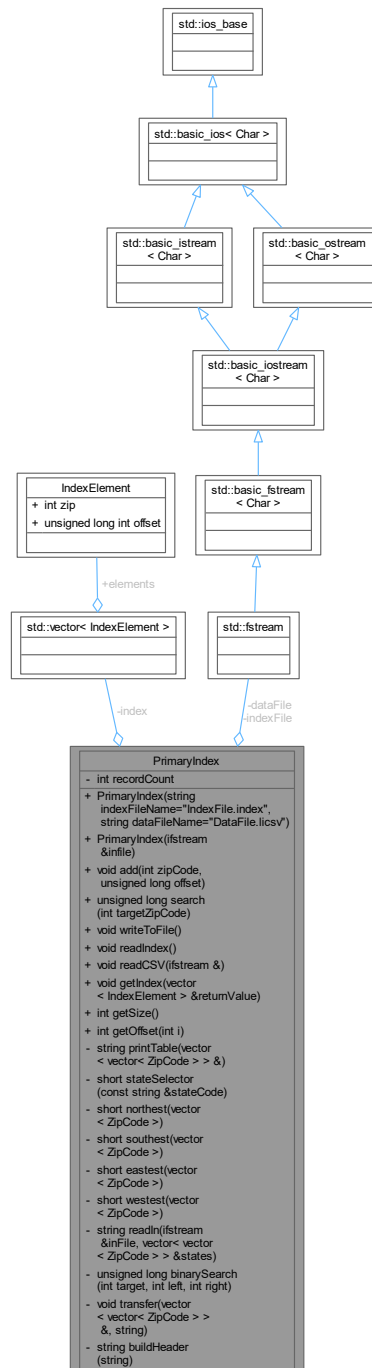 std::ios_base
std::basic_ios< Char >
std::basic_istream
< Char >
std::basic_ostream
< Char >
std::basic_iostream
< Char >
IndexElement
+ int zip
+ unsigned long int offset
std::basic_fstream
< Char >
+elements
std::vector< IndexElement >
std::fstream
-index
-dataFile
-indexFile
PrimaryIndex
- int recordCount
+ PrimaryIndex(string
indexFileName="IndexFile.index",
string dataFileName="DataFile.licsv")
+ PrimaryIndex(ifstream
&infile)
+ void add(int zipCode,
unsigned long offset)
+ unsigned long search
(int targetZipCode)
+ void writeToFile()
+ void readIndex()
+ void readCSV(ifstream &)
+ void getIndex(vector
< IndexElement > &returnValue)
+ int getSize()
+ int getOffset(int i)
- string printTable(vector
< vector< ZipCode > > &)
- short stateSelector
(const string &stateCode)
- short northest(vector
< ZipCode >)
- short southest(vector
< ZipCode >)
- short eastest(vector
< ZipCode >)
- short westest(vector
< ZipCode >)
- string readIn(ifstream
&inFile, vector< vector
< ZipCode > > &states)
- unsigned long binarySearch
(int target, int left, int right)
- void transfer(vector
< vector< ZipCode > >
&, string)
- string buildHeader
(string)